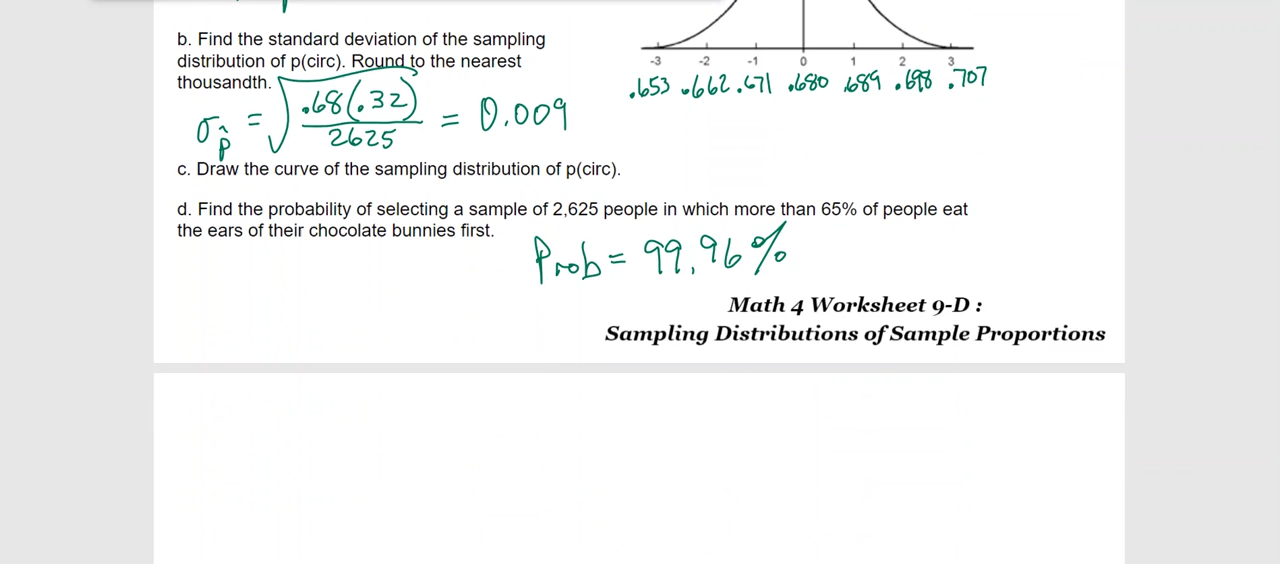 b. Find the standard deviation of the sampling
distribution of p(circ). Round to the nearest
thousandth.
-3 -2 -1 0 1 2 3
.653 .662 .671 .680 .689 .698 .707
σp̂ = √(.68(.32)/2625) = 0.009
c. Draw the curve of the sampling distribution of p(circ).
d. Find the probability of selecting a sample of 2,625 people in which more than 65% of people eat
the ears of their chocolate bunnies first.
Prob = 99.96%
Math 4 Worksheet 9-D :
Sampling Distributions of Sample Proportions